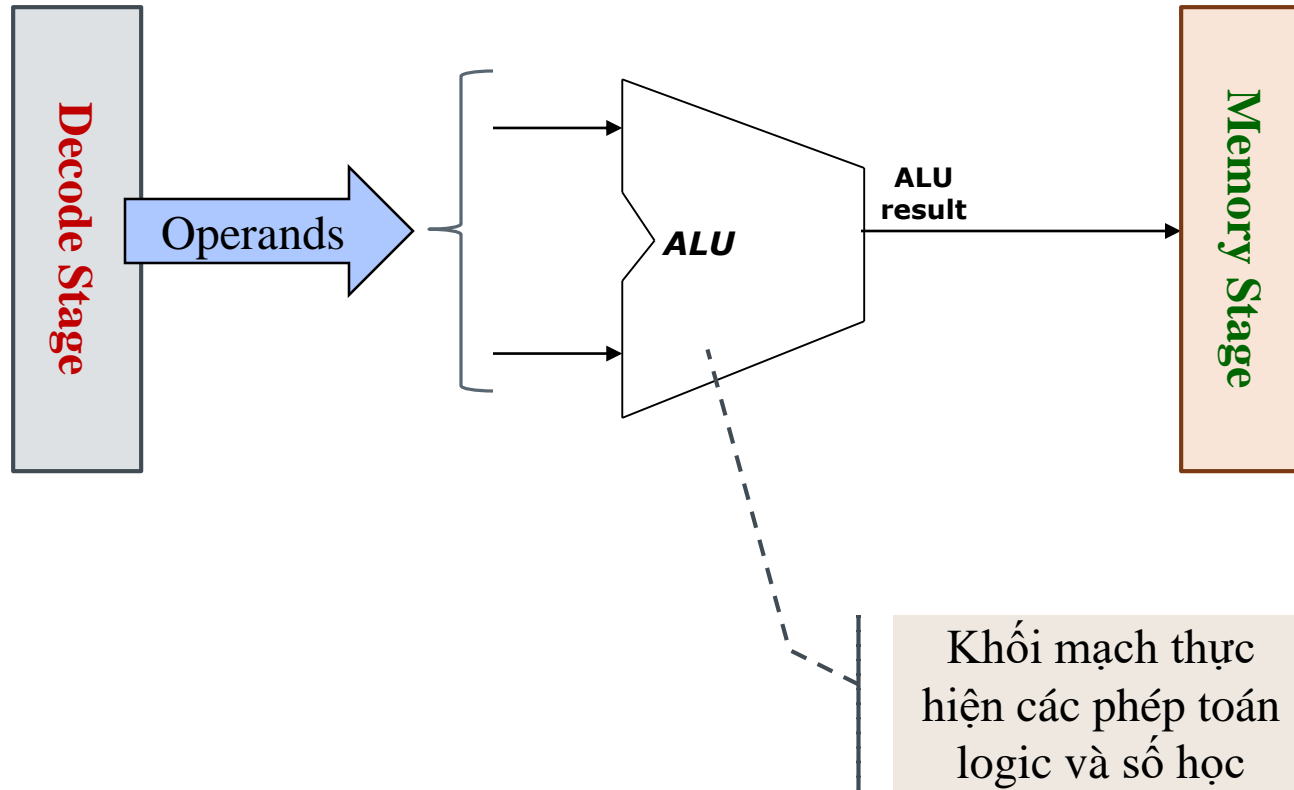 Decode Stage
Operands
ALU
ALU
result
Memory Stage
Khối mạch thực
hiện các phép toán
logic và số học